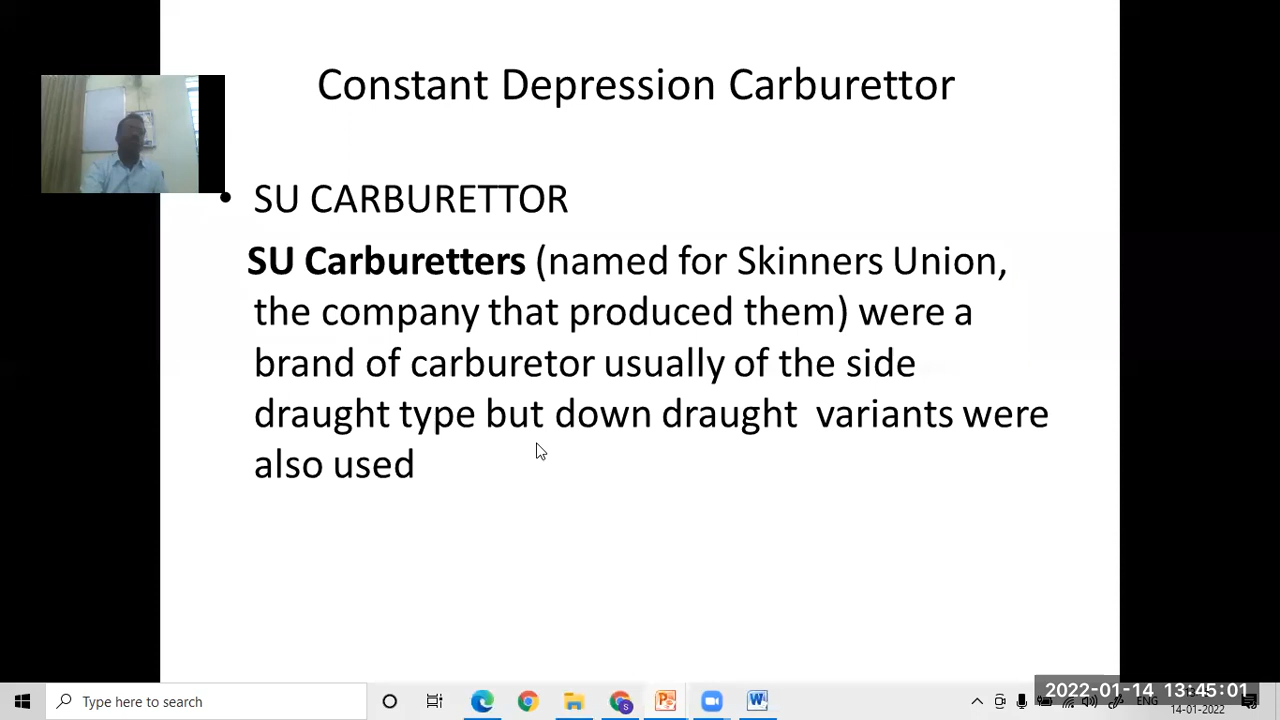 Constant Depression Carburettor
• SU CARBURETTOR
SU Carburetters (named for Skinners Union,
the company that produced them) were a
brand of carburetor usually of the side
draught type but down draught variants were
also used
Type here to search
2022-01-14 13:45:01
ENG
14-01-2022